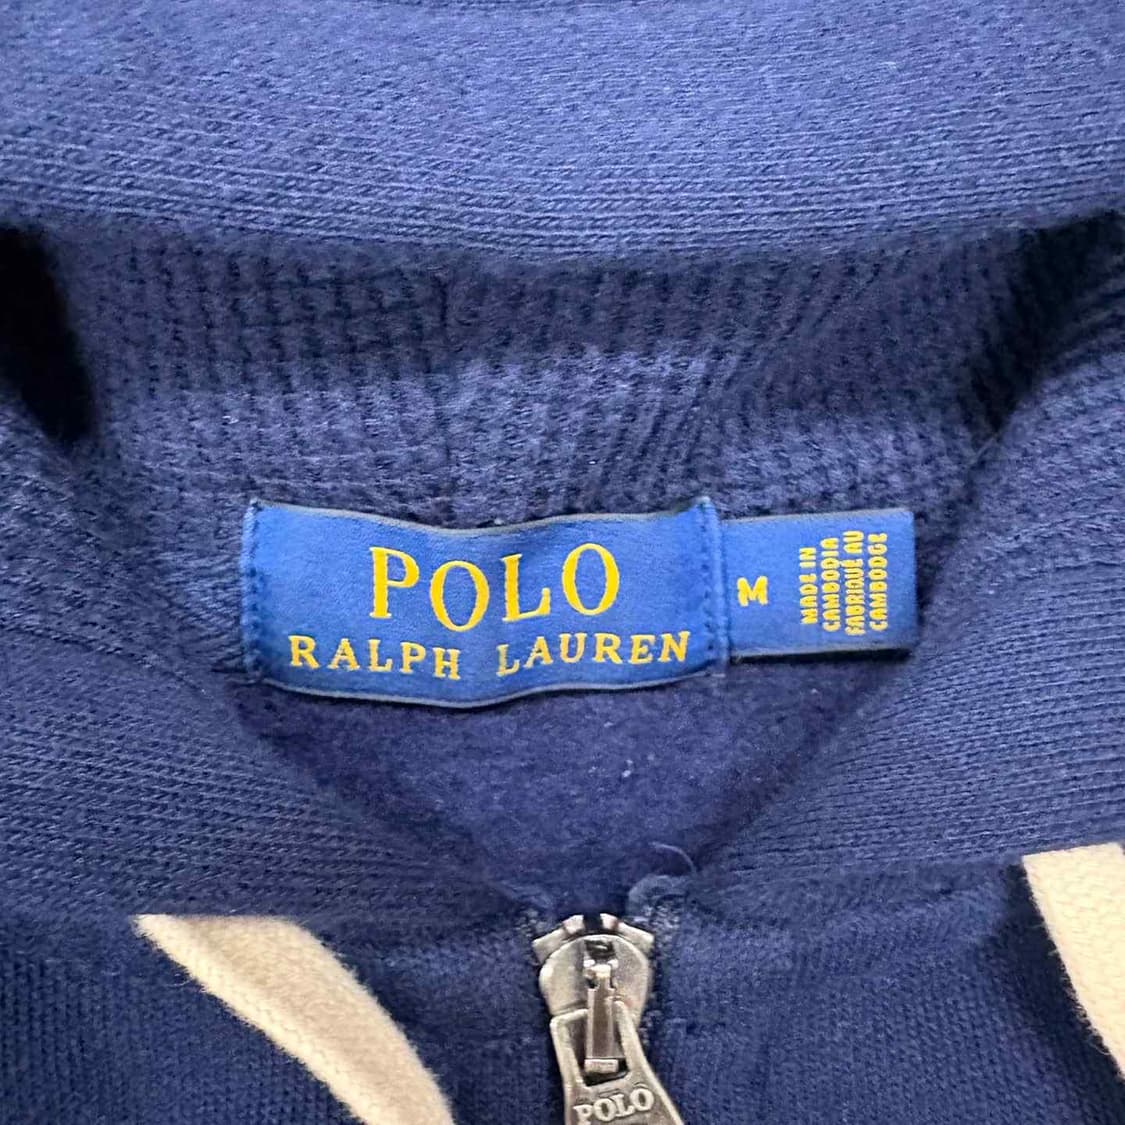 POLO
RALPH LAUREN
M
MADE IN
CAMBODIA
FABRIQUÉ AU
CAMBODGE
POLO